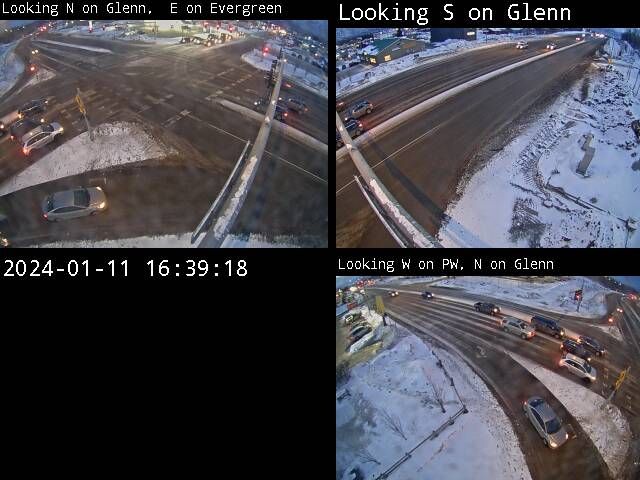 Looking N on Glenn, E on Evergreen
Looking S on Glenn
2024-01-11 16:39:18
Looking W on PW, N on Glenn